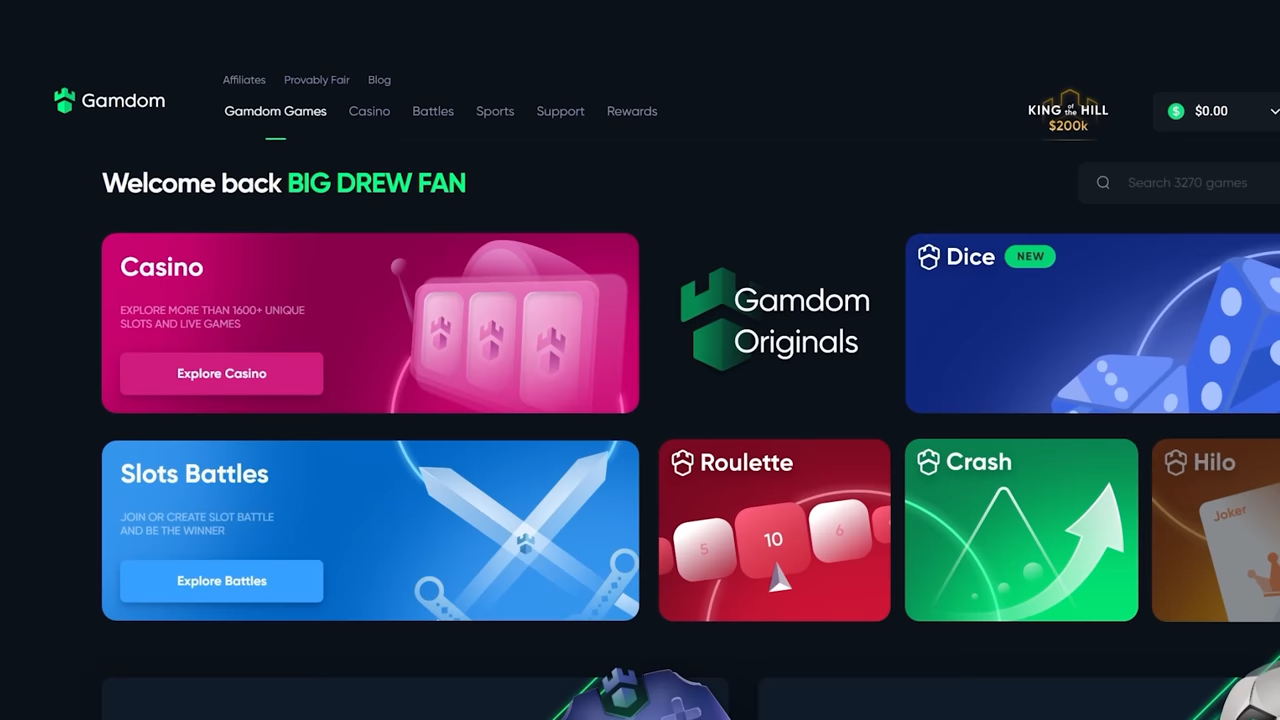 Affiliates Provably Fair Blog
Gamdom
Gamdom Games Casino Battles Sports Support Rewards
KING of the HILL
$200k
$ $0.00
Welcome back BIG DREW FAN
Search 3270 games
Casino
EXPLORE MORE THAN 1600+ UNIQUE
SLOTS AND LIVE GAMES
Explore Casino
Gamdom
Originals
Dice NEW
Slots Battles
JOIN OR CREATE SLOT BATTLE
AND BE THE WINNER
Explore Battles
Roulette
5 10 6
Crash
Hilo
Joker